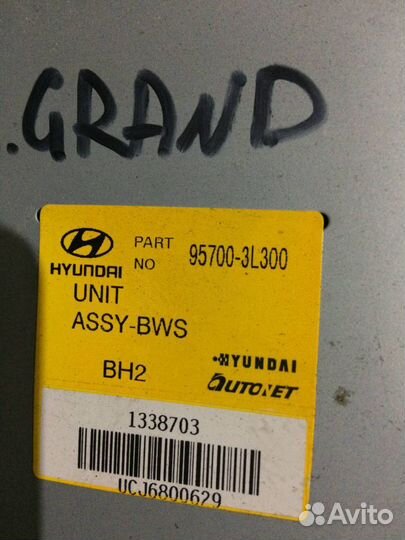 .GRAND
HYUNDAI
PART NO 95700-3L300
UNIT
ASSY-BWS
BH2
HYUNDAI
AUTONET
1338703
UCJ6800629
Avito